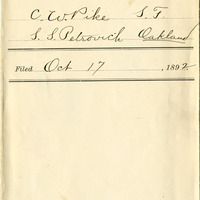 C. W. Pike S. F.
S. S. Petrovich Oakland
Filed Oct 17, 1892.